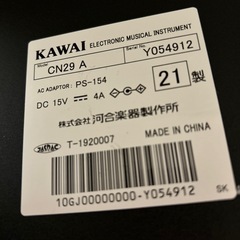 KAWAI ELECTRONIC MUSICAL INSTRUMENT
Model CN29 A Serial No. Y054912
AC ADAPTOR: PS-154
DC 15V 4A
21 製
株式会社 河合楽器製作所
T-1920007
MADE IN CHINA
10GJ00000000-Y054912
SK